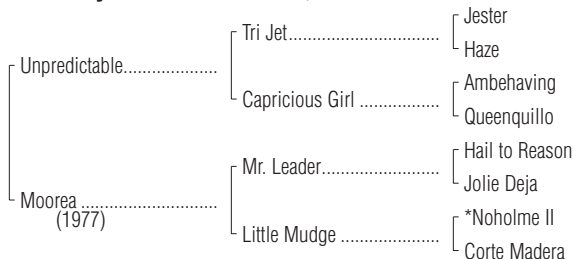 Jester
Tri Jet
Haze
Unpredictable
Ambehaving
Capricious Girl
Queenquillo
Hail to Reason
Mr. Leader
Jolie Deja
Moorea
(1977)
*Noholme II
Little Mudge
Corte Madera